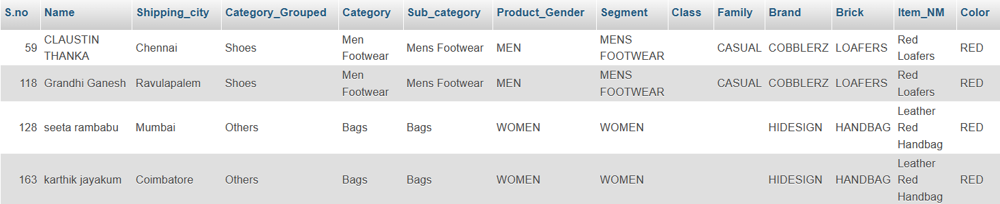 S.no Name Shipping_city Category_Grouped Category Sub_category Product_Gender Segment Class Family Brand Brick Item_NM Color
59 CLAUSTIN THANKA Chennai Shoes Men Footwear Mens Footwear MEN MENS FOOTWEAR CASUAL COBBLERZ LOAFERS Red Loafers RED
118 Grandhi Ganesh Ravulapalem Shoes Men Footwear Mens Footwear MEN MENS FOOTWEAR CASUAL COBBLERZ LOAFERS Red Loafers RED
128 seeta rambabu Mumbai Others Bags Bags WOMEN WOMEN HIDESIGN HANDBAG Leather Red Handbag RED
163 karthik jayakum Coimbatore Others Bags Bags WOMEN WOMEN HIDESIGN HANDBAG Leather Red Handbag RED